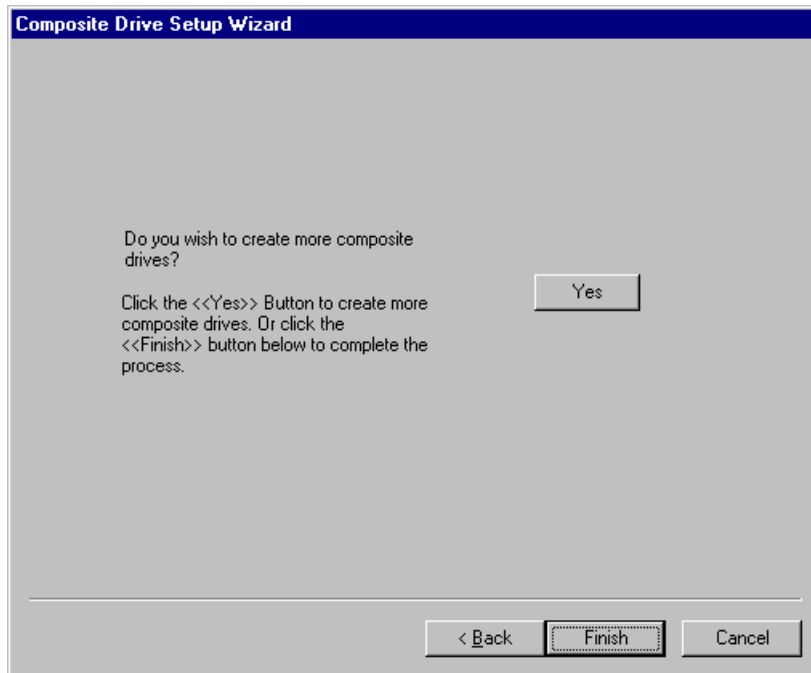 Composite Drive Setup Wizard
Do you wish to create more composite
drives?
Click the <<Yes>> Button to create more
composite drives. Or click the
<<Finish>> button below to complete the
process.
Yes
< Back
Finish
Cancel